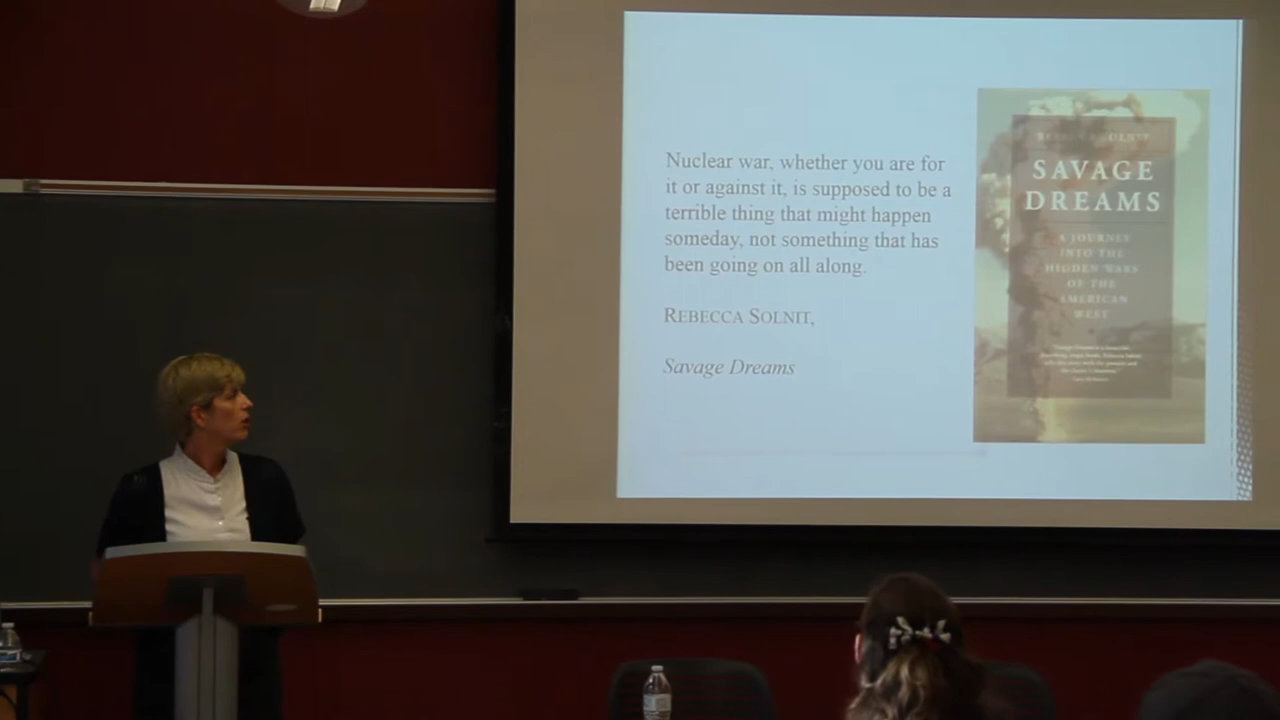 Nuclear war, whether you are for
it or against it, is supposed to be a
terrible thing that might happen
someday, not something that has
been going on all along.
REBECCA SOLNIT,
Savage Dreams
REBECCA SOLNIT
SAVAGE
DREAMS
A JOURNEY
INTO THE
HIDDEN WARS
OF THE
AMERICAN
WEST